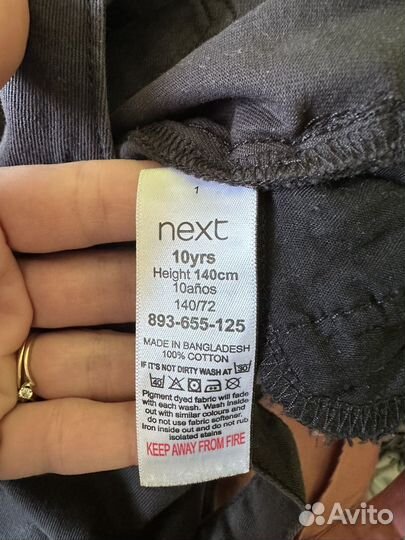 1
next
10yrs
Height 140cm
10años
140/72
893-655-125
MADE IN BANGLADESH
100% COTTON
IF IT'S NOT DIRTY WASH AT 30°
40
Pigment dyed fabric will fade
with each wash. Wash inside
out with similar colours and
do not use fabric softener.
Iron inside out and do not rub
isolated stains
KEEP AWAY FROM FIRE
Avito